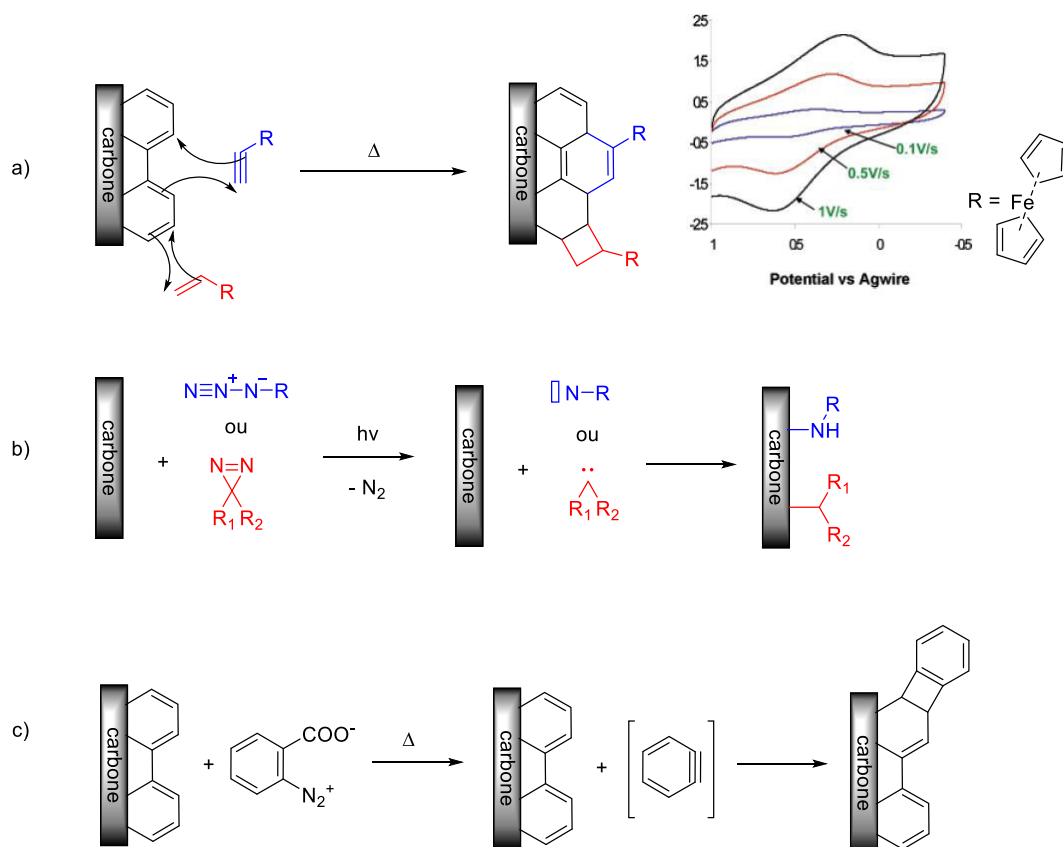 a)
carbone
R
R
Δ
carbone
R
R
25
15
05
-05
-15
-25
1
05
0
-05
0.1V/s
0.5V/s
1V/s
Potential vs Agwire
R = Fe
b)
carbone
+
N≡N⁺-N⁻-R
ou
N=N
R₁ R₂
hν
- N₂
carbone
+
N-R
ou
••
R₁ R₂
carbone
R
NH
R₁
R₂
c)
carbone
+
COO⁻
N₂⁺
Δ
carbone
+
carbone